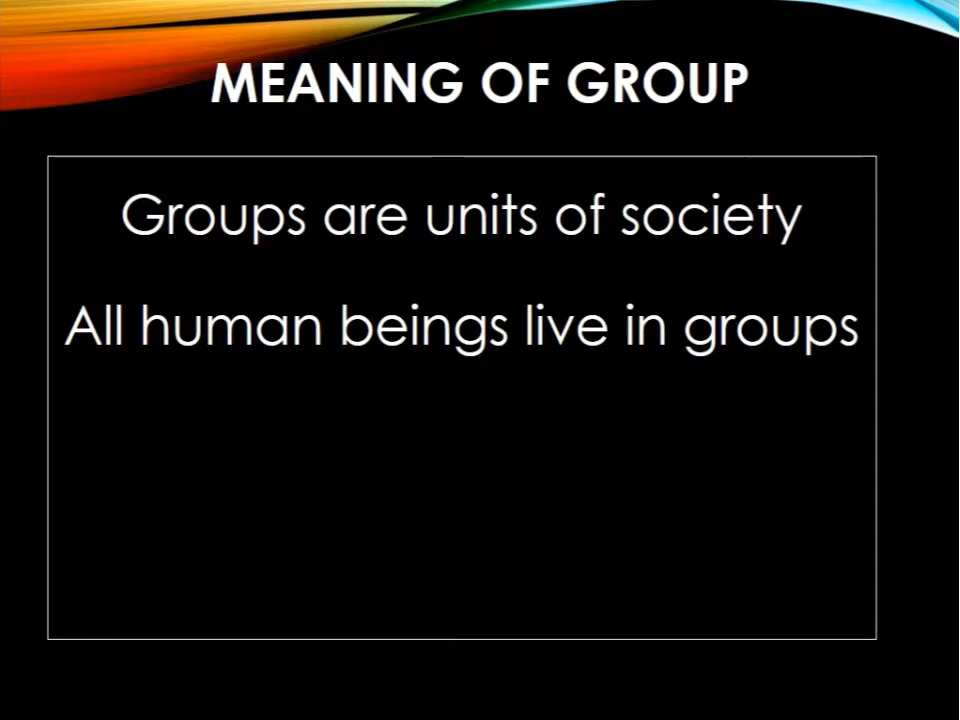 MEANING OF GROUP
Groups are units of society
All human beings live in groups